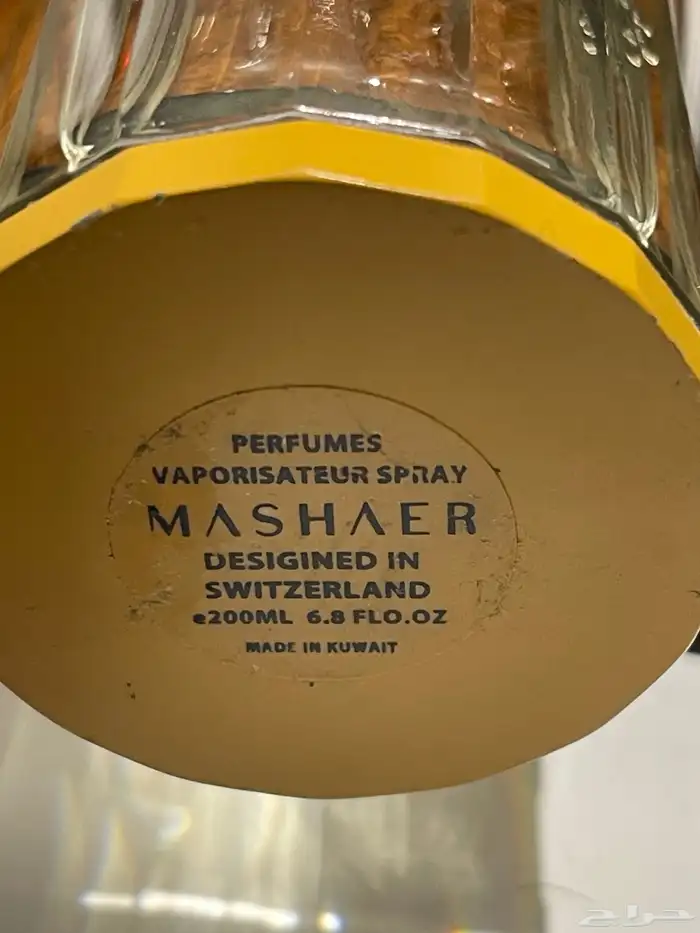 PERFUMES
VAPORISATEUR SPRAY
MASHAER
DESIGINED IN
SWITZERLAND
e200ML 6.8 FLO.OZ
MADE IN KUWAIT
حراج